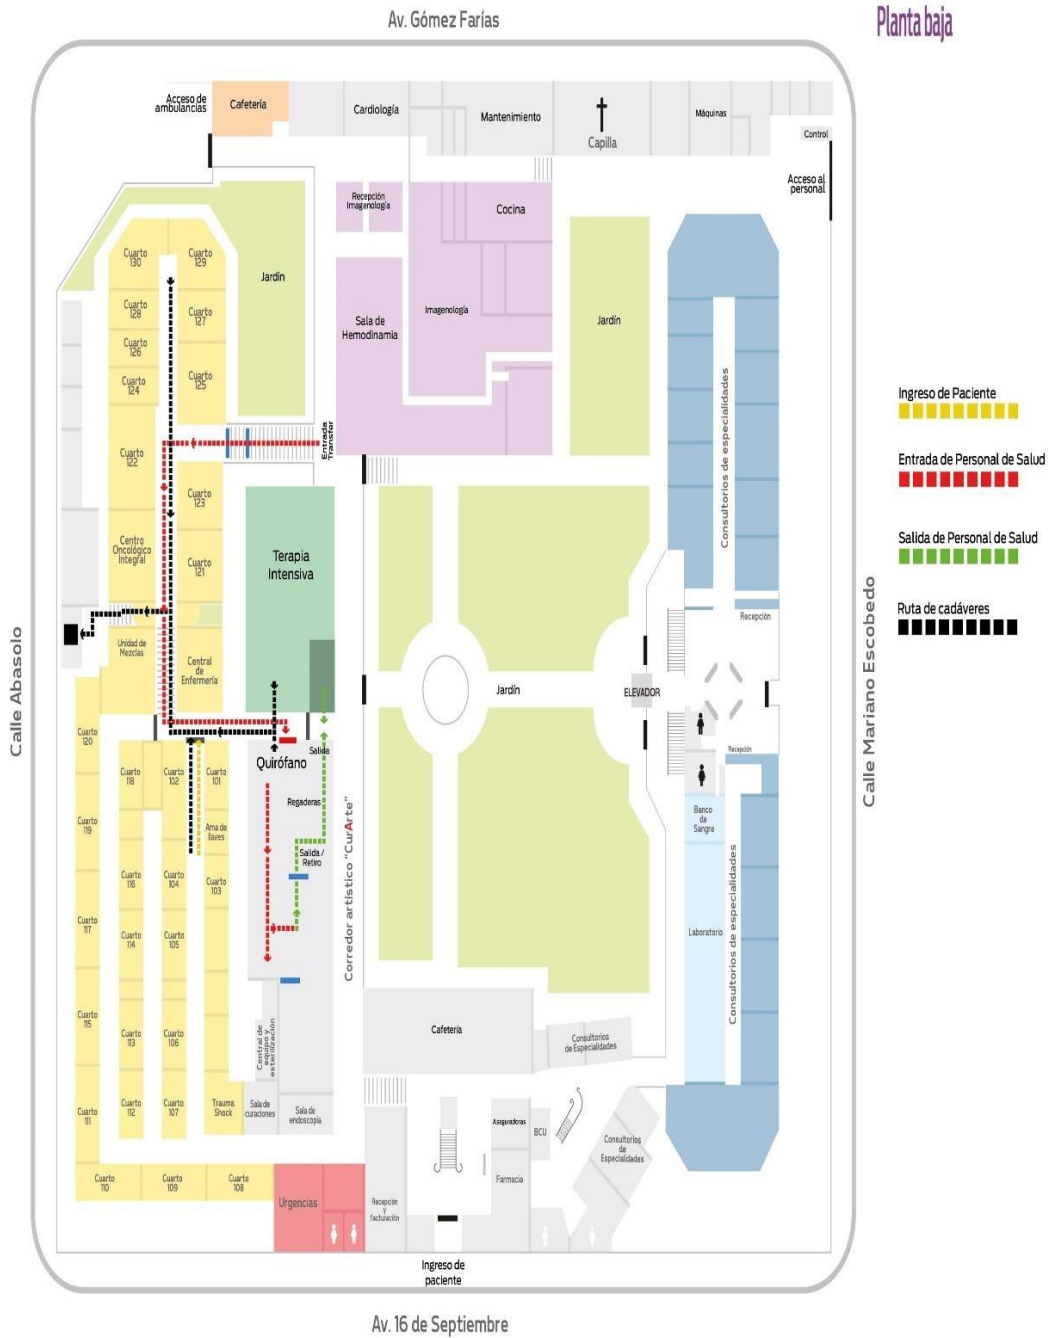 Av. Gómez Farías
Planta baja
Acceso de
ambulancias
Cafetería
Cardiología
Mantenimiento
Capilla
Máquinas
Control
Acceso al
personal
Recepción
Imagenología
Cocina
Jardín
Sala de
Hemodinamia
Imagenología
Jardín
Cuarto
130
Cuarto
129
Cuarto
128
Cuarto
127
Cuarto
126
Cuarto
125
Cuarto
124
Cuarto
122
Entrada
Transfer
Cuarto
123
Centro
Oncológico
Integral
Cuarto
121
Terapia
Intensiva
Consultorios de especialidades
Ingreso de Paciente
Entrada de Personal de Salud
Salida de Personal de Salud
Ruta de cadáveres
Calle Abasolo
Calle Mariano Escobedo
Unidad de
Mezclas
Central
de
Enfermería
Recepción
Jardín
ELEVADOR
Recepción
Cuarto
120
Cuarto
118
Cuarto
102
Cuarto
101
Quirófano
Salida
Regaderas
Cuarto
119
Ama de
llaves
Salida /
Retiro
Corredor artístico "CurArte"
Banco
de
Sangre
Cuarto
116
Cuarto
104
Cuarto
103
Cuarto
117
Cuarto
114
Cuarto
105
Laboratorio
Consultorios de especialidades
Cuarto
115
Cuarto
113
Cuarto
106
Central de
equipo y
esterilización
Cafetería
Consultorios
de Especialidades
Cuarto
111
Cuarto
112
Cuarto
107
Trauma
Shock
Sala de
curaciones
Sala de
endoscopia
Aseguradoras
BCU
Consultorios
de
Especialidades
Cuarto
110
Cuarto
109
Cuarto
108
Urgencias
Recepción
y
facturación
Farmacia
Ingreso de
paciente
Av. 16 de Septiembre